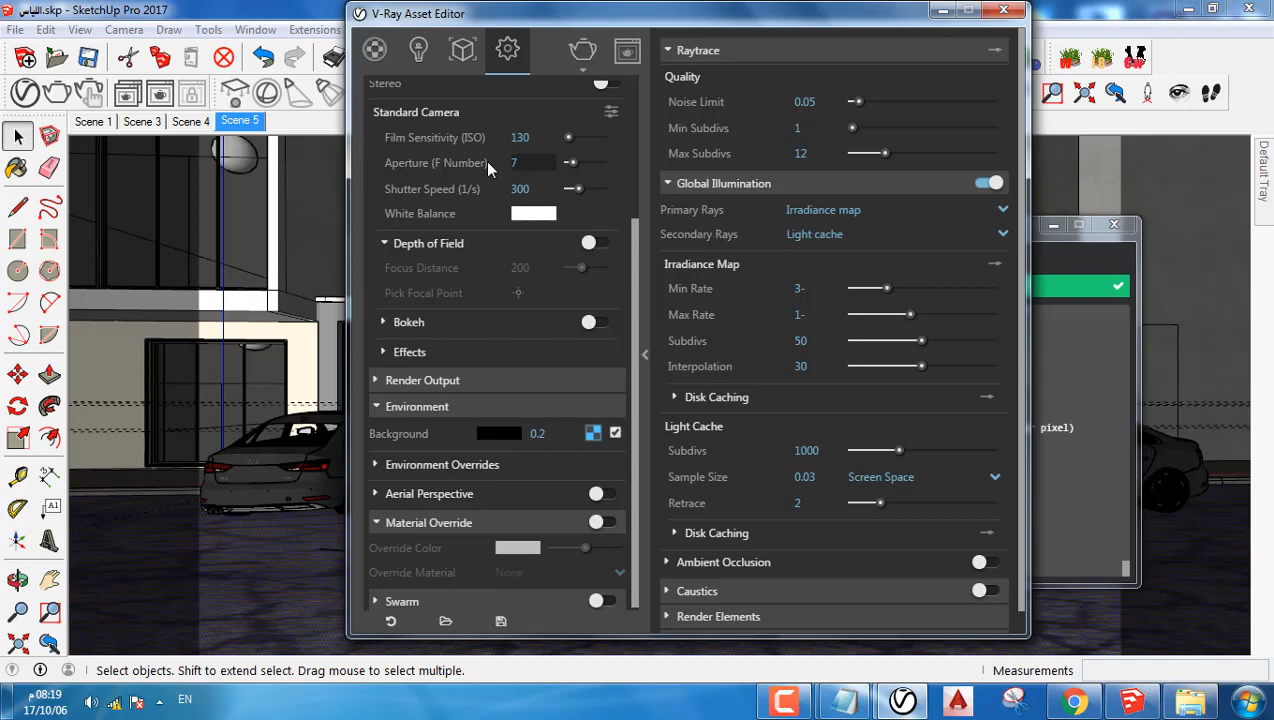 اللباس.skp - SketchUp Pro 2017
File Edit View Camera Draw Tools Window Extensions
Scene 1 Scene 3 Scene 4 Scene 5
V-Ray Asset Editor
Stereo
Standard Camera
Film Sensitivity (ISO) 130
Aperture (F Number) 7
Shutter Speed (1/s) 300
White Balance
Depth of Field
Focus Distance 200
Pick Focal Point
Bokeh
Effects
Render Output
Environment
Background 0.2
Environment Overrides
Aerial Perspective
Material Override
Override Color
Override Material None
Swarm
Raytrace
Quality
Noise Limit 0.05
Min Subdivs 1
Max Subdivs 12
Global Illumination
Primary Rays Irradiance map
Secondary Rays Light cache
Irradiance Map
Min Rate 3-
Max Rate 1-
Subdivs 50
Interpolation 30
Disk Caching
Light Cache
Subdivs 1000
Sample Size 0.03 Screen Space
Retrace 2
Disk Caching
Ambient Occlusion
Caustics
Render Elements
pixel)
Default Tray
A1
Select objects. Shift to extend select. Drag mouse to select multiple.
Measurements
08:19 م
17/10/06
EN